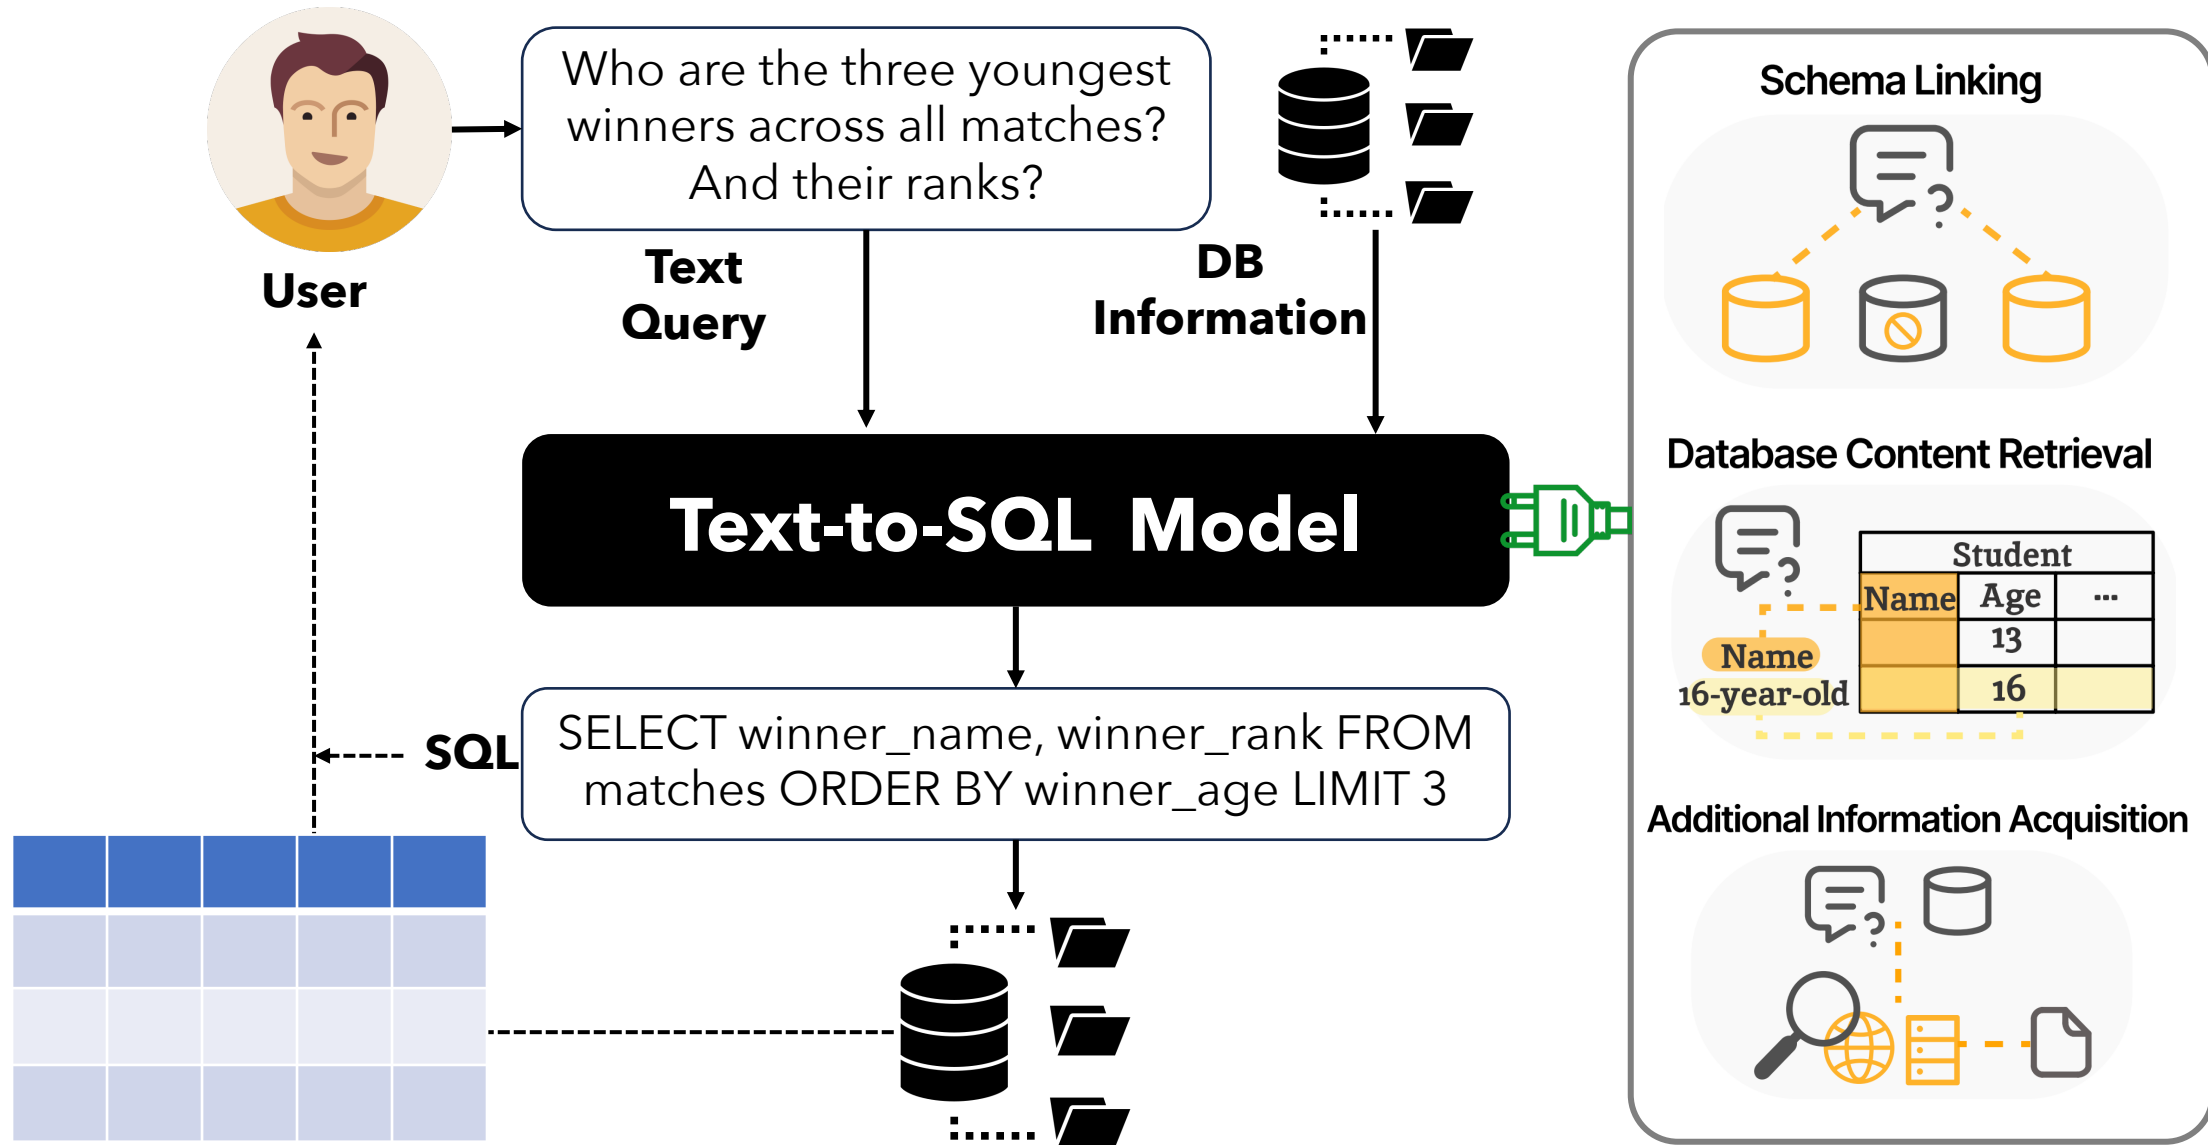 Who are the three youngest
winners across all matches?
And their ranks?
User
Text
Query
DB
Information
Text-to-SQL Model
SQL
SELECT winner_name, winner_rank FROM
matches ORDER BY winner_age LIMIT 3
Schema Linking
Database Content Retrieval
Student
Name Age ...
13
16
Name
16-year-old
Additional Information Acquisition